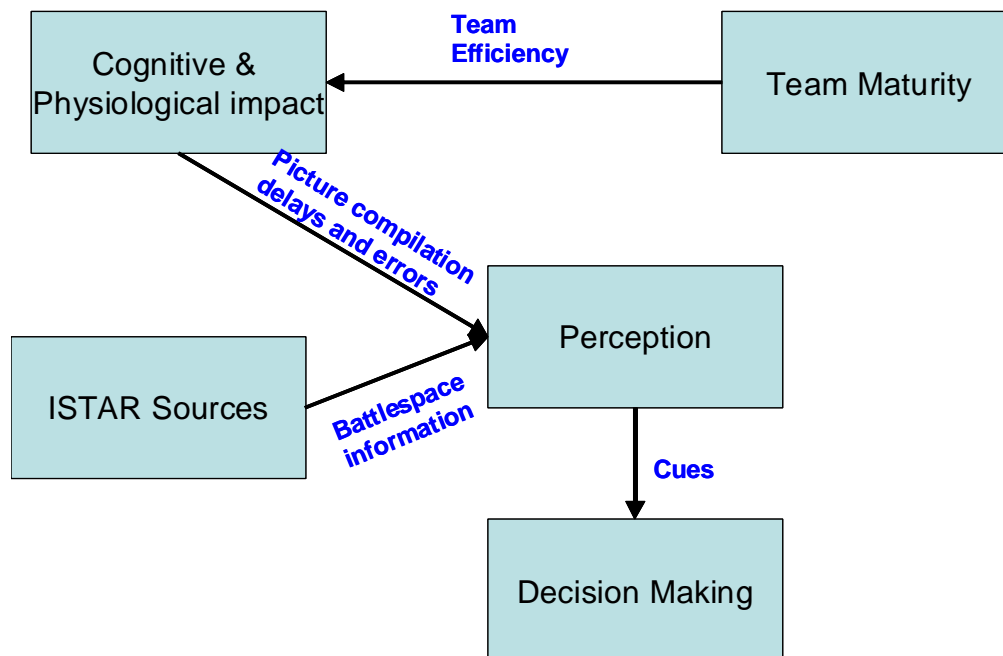 Team
Efficiency
Cognitive &
Physiological impact
Team Maturity
Picture compilation
delays and errors
Perception
ISTAR Sources
Battlespace
information
Cues
Decision Making